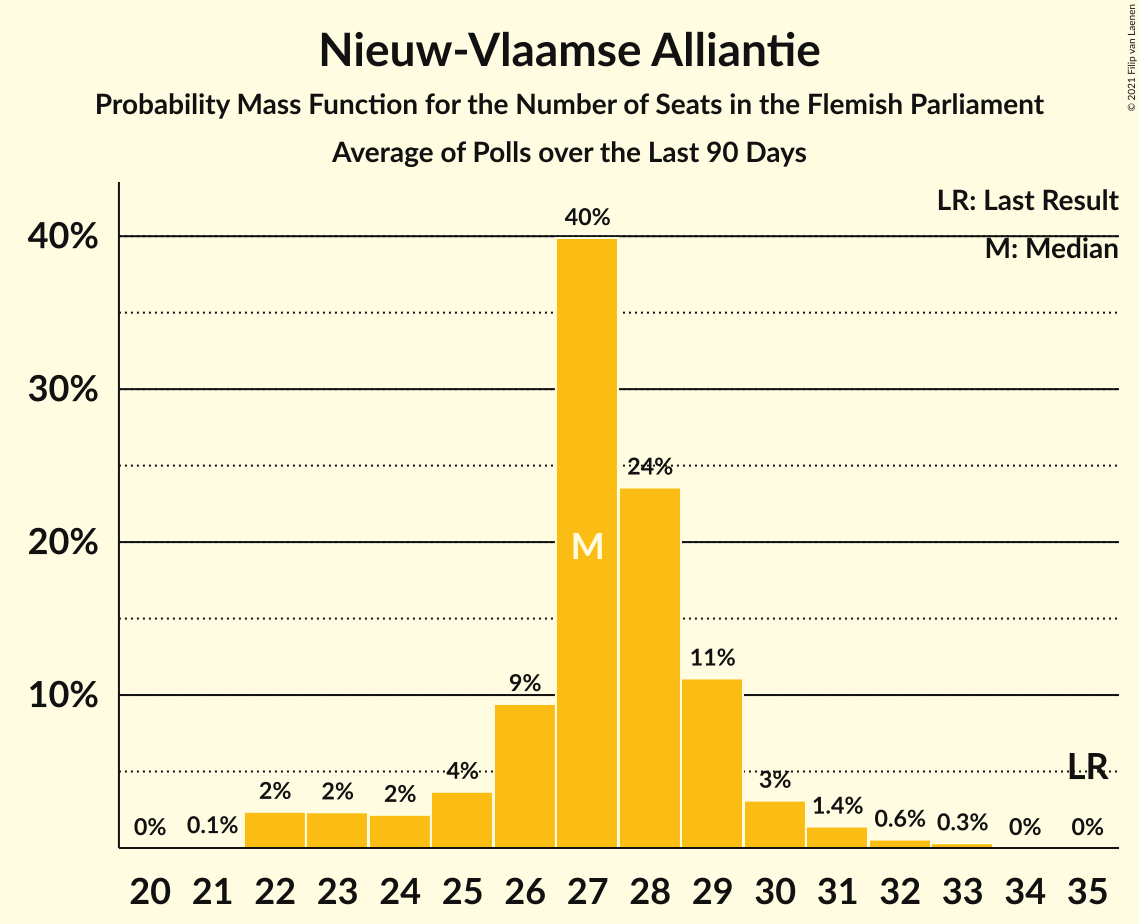 Nieuw-Vlaamse Alliantie
Probability Mass Function for the Number of Seats in the Flemish Parliament
Average of Polls over the Last 90 Days
© 2021 Filip van Laenen
LR: Last Result
M: Median
40%
30%
20%
10%
0%
0.1%
2%
2%
2%
4%
9%
40%
24%
11%
3%
1.4%
0.6%
0.3%
0%
0%
M
LR
20 21 22 23 24 25 26 27 28 29 30 31 32 33 34 35